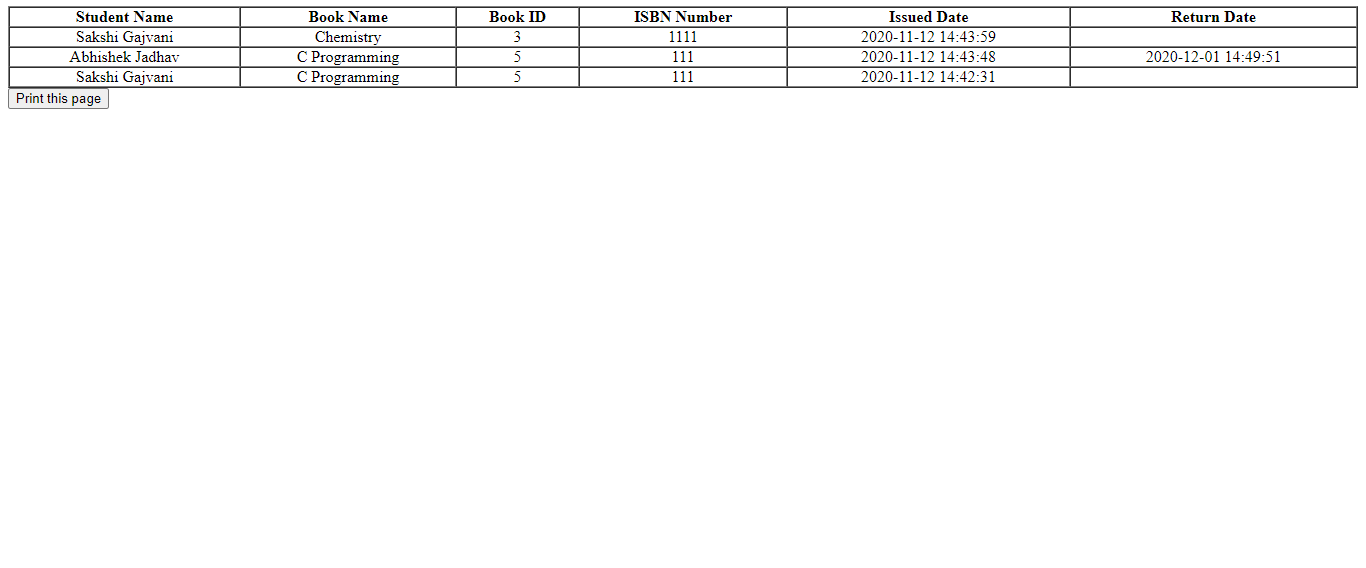 Student Name Book Name Book ID ISBN Number Issued Date Return Date
Sakshi Gajvani Chemistry 3 1111 2020-11-12 14:43:59
Abhishek Jadhav C Programming 5 111 2020-11-12 14:43:48 2020-12-01 14:49:51
Sakshi Gajvani C Programming 5 111 2020-11-12 14:42:31
Print this page